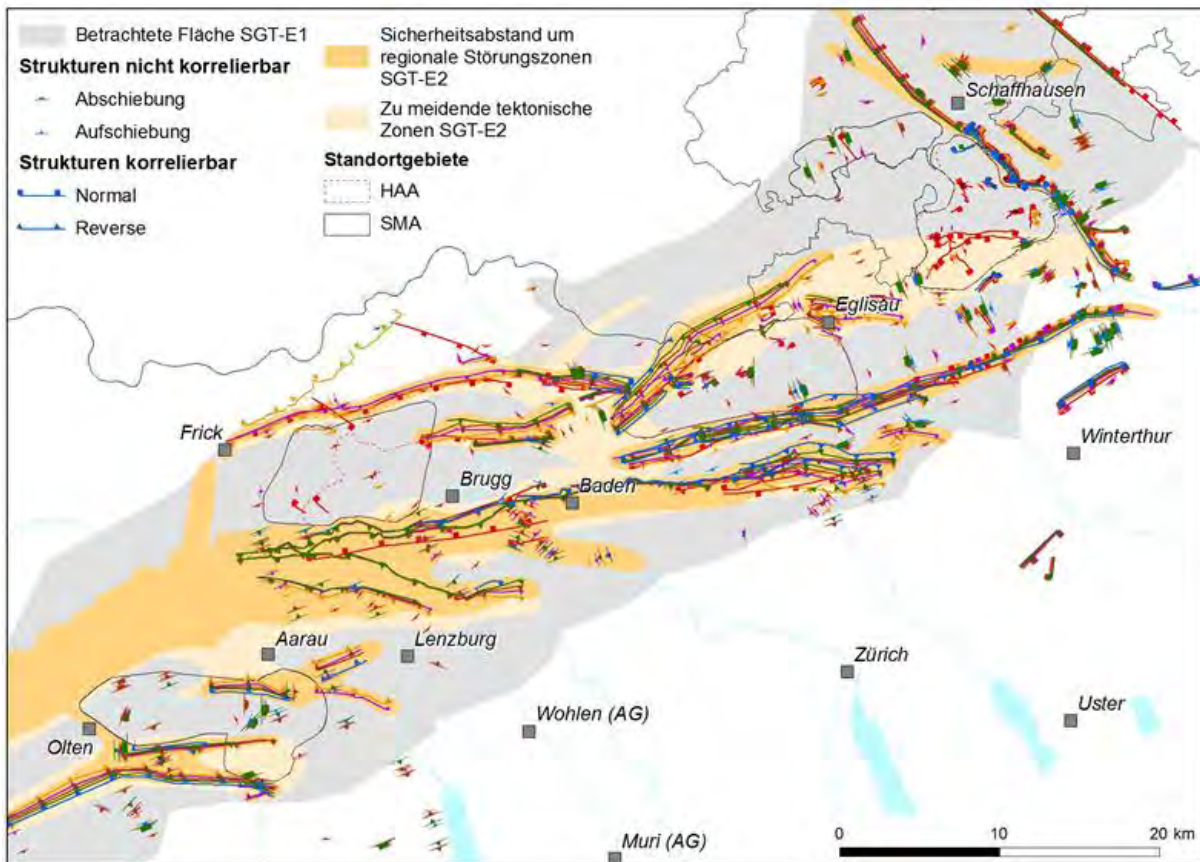 Betrachtete Fläche SGT-E1
Strukturen nicht korrelierbar
Abschiebung
Aufschiebung
Strukturen korrelierbar
Normal
Reverse
Sicherheitsabstand um
regionale Störungszonen
SGT-E2
Zu meidende tektonische
Zonen SGT-E2
Standortgebiete
HAA
SMA
Schaffhausen
Eglisau
Frick
Winterthur
Brugg
Baden
Aarau
Lenzburg
Zürich
Olten
Wohlen (AG)
Uster
Muri (AG)
0 10 20 km